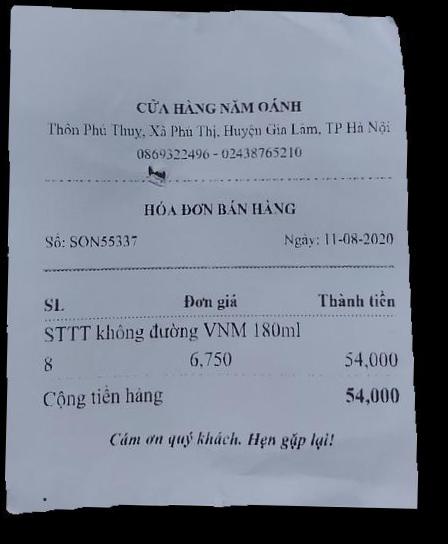 CỬA HÀNG NĂM OÁNH
Thôn Phú Thuỵ, Xã Phú Thị, Huyện Gia Lâm, TP Hà Nội
0869322496 - 02438765210
HÓA ĐƠN BÁN HÀNG
Số: SON55337 Ngày: 11-08-2020
SL Đơn giá Thành tiền
STTT không đường VNM 180ml
8 6,750 54,000
Cộng tiền hàng 54,000
Cảm ơn quý khách. Hẹn gặp lại!